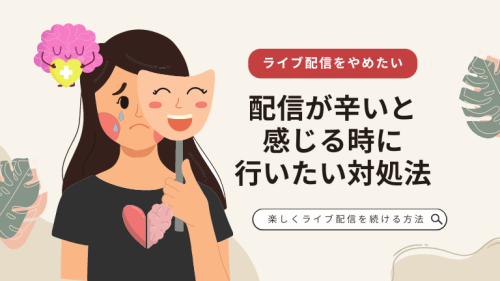 ライブ配信をやめたい
配信が辛いと
感じる時に
行いたい対処法
楽しくライブ配信を続ける方法